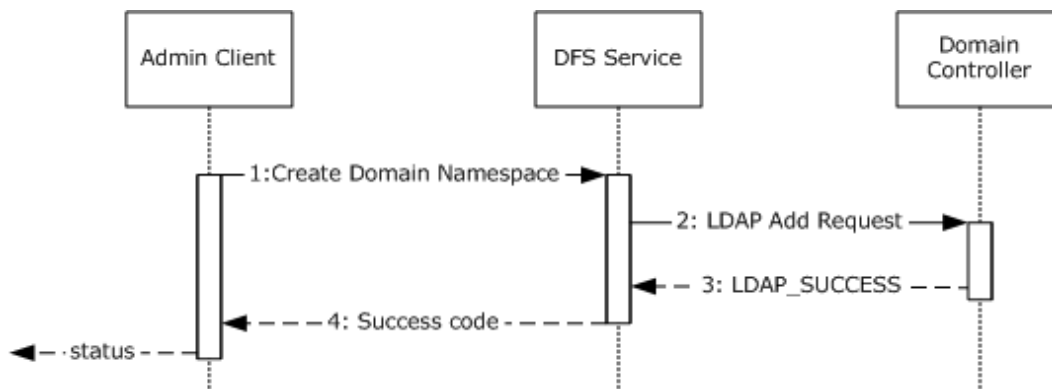 Admin Client
DFS Service
Domain
Controller
1:Create Domain Namespace
2: LDAP Add Request
3: LDAP_SUCCESS
4: Success code
status